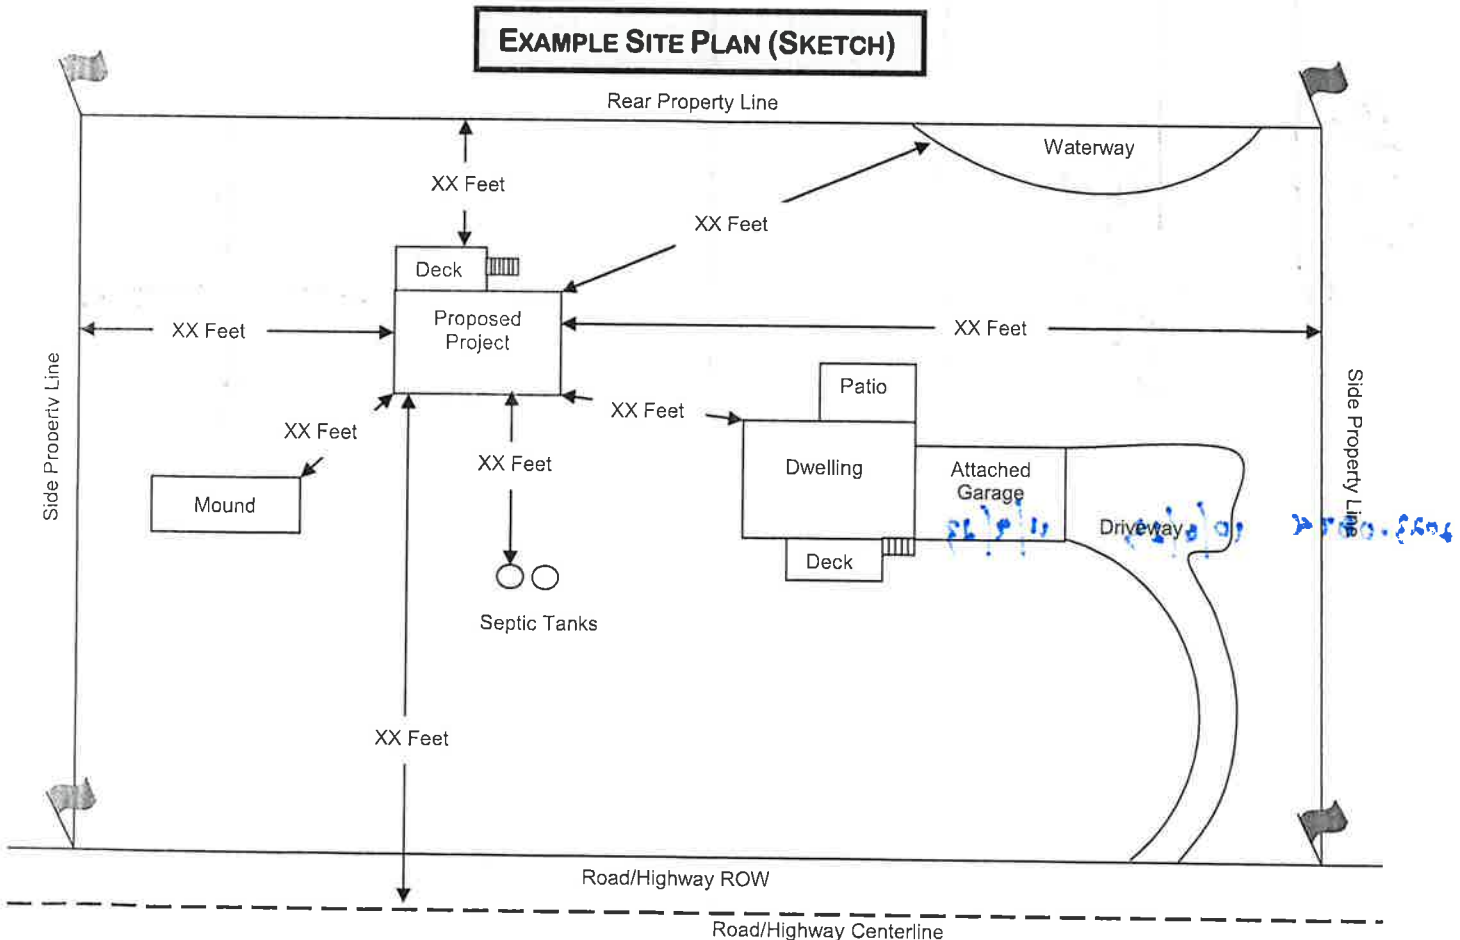 EXAMPLE SITE PLAN (SKETCH)
Rear Property Line
Waterway
XX Feet
XX Feet
Deck
Proposed
Project
XX Feet
XX Feet
Side Property Line
Side Property Line
Patio
XX Feet
XX Feet
XX Feet
Dwelling
Attached
Garage
Mound
Driveway
Deck
Septic Tanks
XX Feet
Road/Highway ROW
Road/Highway Centerline